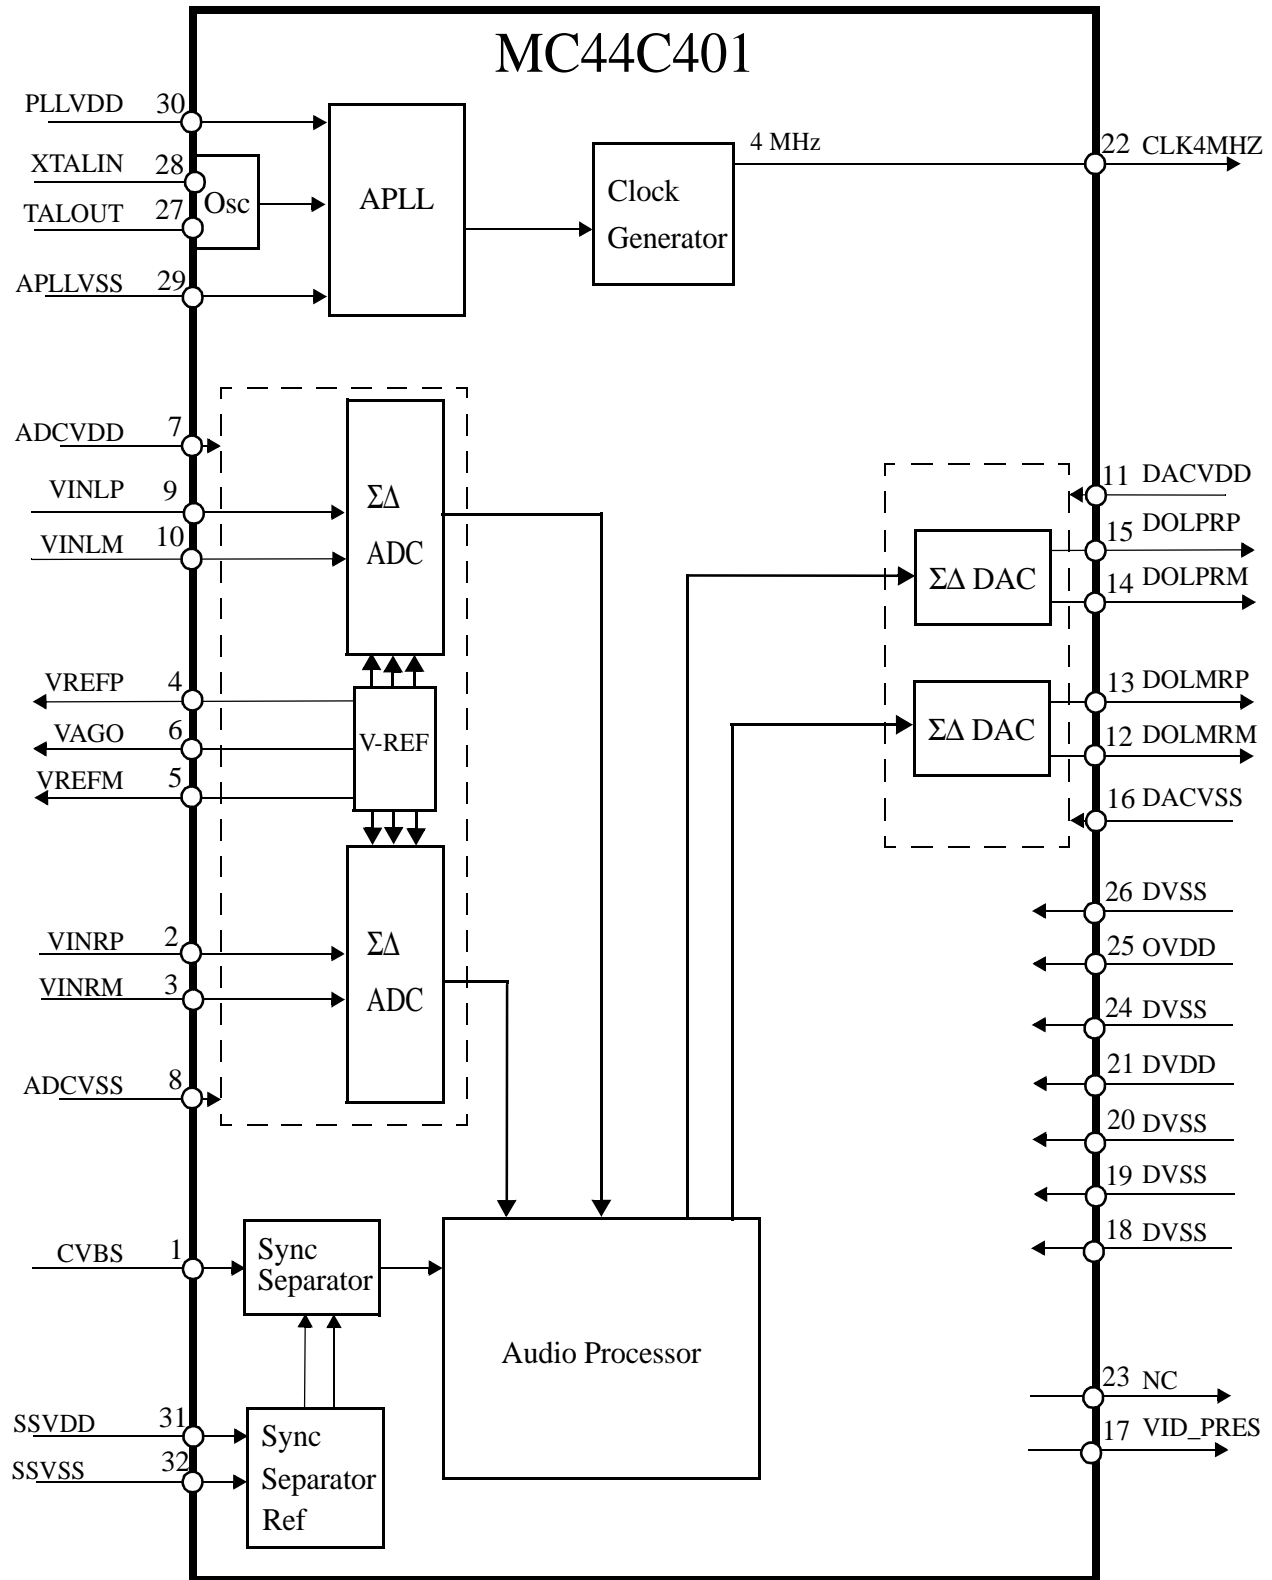 MC44C401
PLLVDD 30
XTALIN 28
TALOUT 27
APLLVSS 29
Osc
APLL
Clock
Generator
4 MHz
22 CLK4MHZ
ADCVDD 7
VINLP 9
VINLM 10
ΣΔ
ADC
VREFP 4
VAGO 6
VREFM 5
V-REF
VINRP 2
VINRM 3
ΣΔ
ADC
ADCVSS 8
11 DACVDD
15 DOLPRP
14 DOLPRM
ΣΔ DAC
13 DOLMRP
12 DOLMRM
ΣΔ DAC
16 DACVSS
26 DVSS
25 OVDD
24 DVSS
21 DVDD
20 DVSS
19 DVSS
18 DVSS
CVBS 1
Sync
Separator
Audio Processor
SSVDD 31
SSVSS 32
Sync
Separator
Ref
23 NC
17 VID_PRES